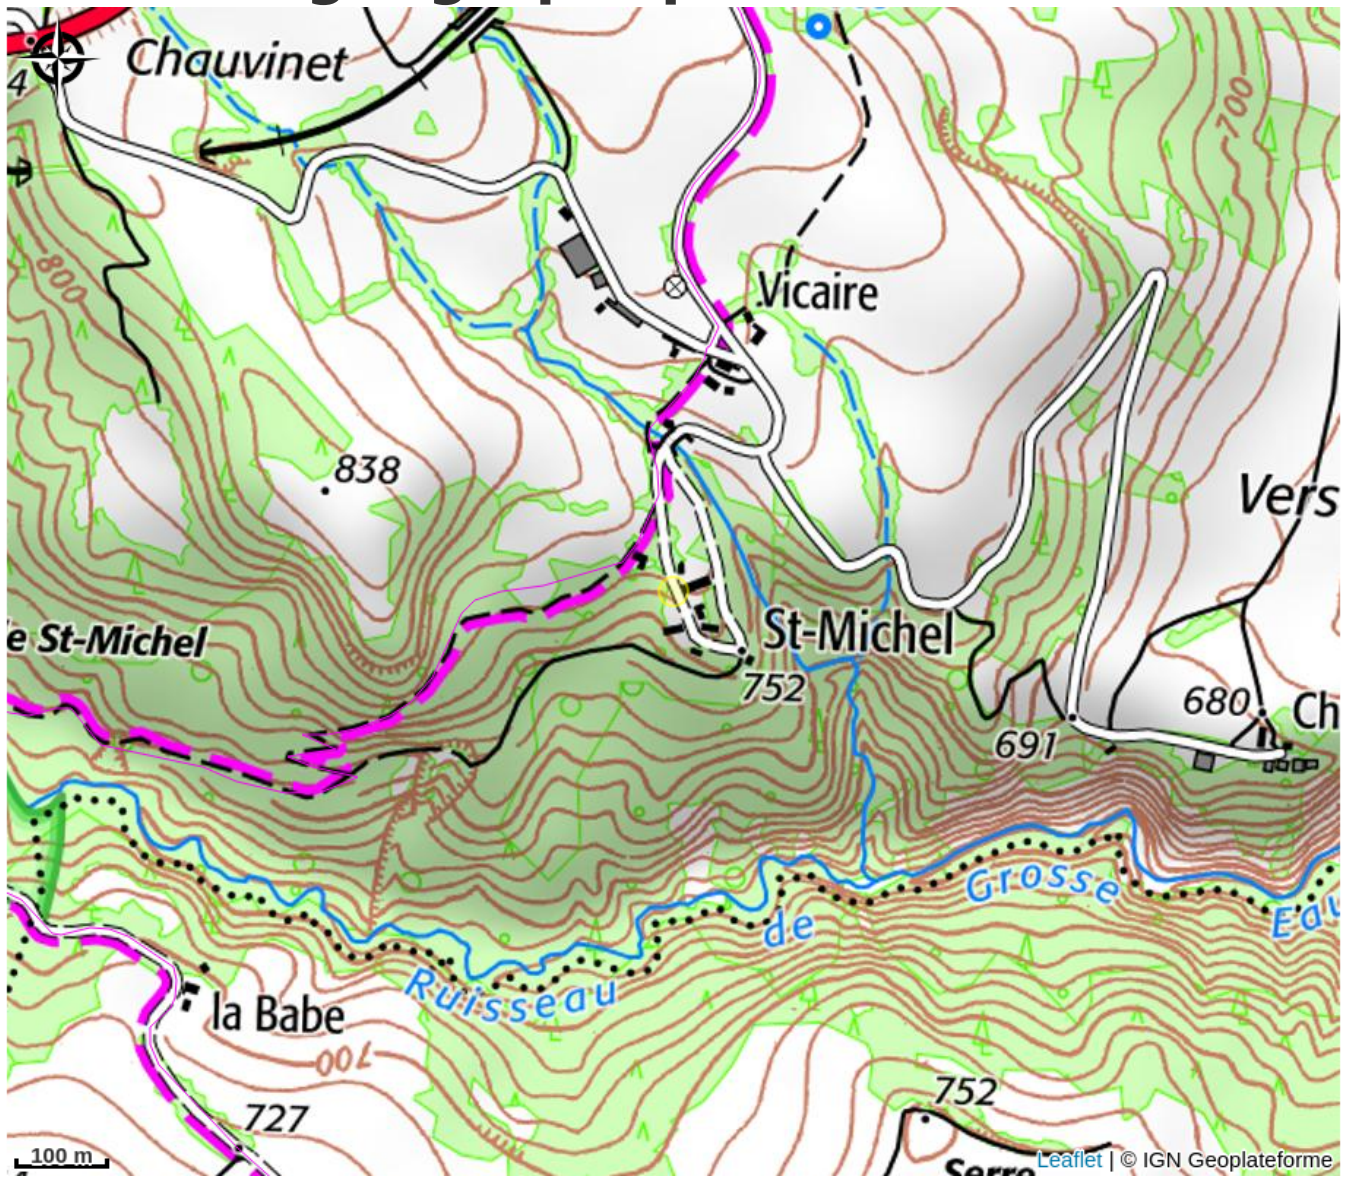 Chauvinet
4
700
Vicaire
800
838
Vers
e St-Michel
St-Michel
752
680
Ch
691
Grosse
de
Eau
Ruisseau
la Babe
700
752
727
100 m
Serre
Leaflet | © IGN Geoplateforme